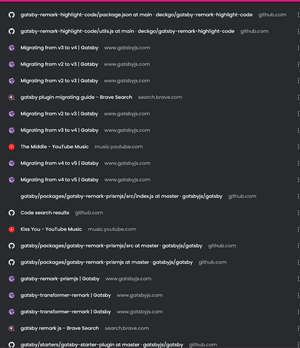 gatsby-remark-highlight-code/package.json at main · deckgo/gatsby-remark-highlight-code github.com
gatsby-remark-highlight-code/utils.js at main · deckgo/gatsby-remark-highlight-code github.com
Migrating from v3 to v4 | Gatsby www.gatsbyjs.com
Migrating from v2 to v3 | Gatsby www.gatsbyjs.com
Migrating from v2 to v3 | Gatsby www.gatsbyjs.com
gatsby plugin migrating guide - Brave Search search.brave.com
Migrating from v2 to v3 | Gatsby www.gatsbyjs.com
Migrating from v3 to v4 | Gatsby www.gatsbyjs.com
The Middle - YouTube Music music.youtube.com
Migrating from v4 to v5 | Gatsby www.gatsbyjs.com
Migrating from v4 to v5 | Gatsby www.gatsbyjs.com
gatsby/packages/gatsby-remark-prismjs/src/index.js at master · gatsbyjs/gatsby github.com
Code search results github.com
Kiss You - YouTube Music music.youtube.com
gatsby/packages/gatsby-remark-prismjs/src at master · gatsbyjs/gatsby github.com
gatsby/packages/gatsby-remark-prismjs at master · gatsbyjs/gatsby github.com
gatsby-remark-prismjs | Gatsby www.gatsbyjs.com
gatsby-transformer-remark | Gatsby www.gatsbyjs.com
gatsby-transformer-remark | Gatsby www.gatsbyjs.com
gatsby remark js - Brave Search search.brave.com
gatsby/starters/gatsby-starter-plugin at master · gatsbyjs/gatsby github.com